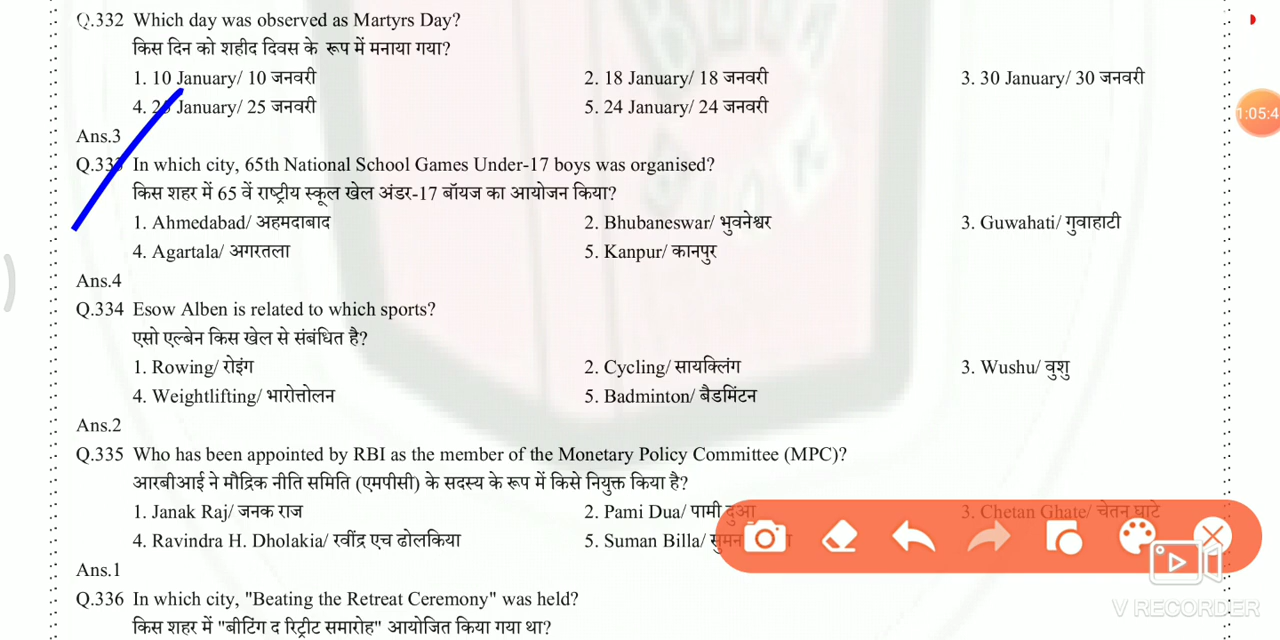 Q.332 Which day was observed as Martyrs Day?
किस दिन को शहीद दिवस के रूप में मनाया गया?
1. 10 January/ 10 जनवरी 2. 18 January/ 18 जनवरी 3. 30 January/ 30 जनवरी
4. 25 January/ 25 जनवरी 5. 24 January/ 24 जनवरी
Ans.3
Q.333 In which city, 65th National School Games Under-17 boys was organised?
किस शहर में 65 वें राष्ट्रीय स्कूल खेल अंडर-17 बॉयज का आयोजन किया?
1. Ahmedabad/ अहमदाबाद 2. Bhubaneswar/ भुवनेश्वर 3. Guwahati/ गुवाहाटी
4. Agartala/ अगरतला 5. Kanpur/ कानपुर
Ans.4
Q.334 Esow Alben is related to which sports?
एसो एल्बेन किस खेल से संबंधित है?
1. Rowing/ रोइंग 2. Cycling/ सायक्लिंग 3. Wushu/ वुशु
4. Weightlifting/ भारोत्तोलन 5. Badminton/ बैडमिंटन
Ans.2
Q.335 Who has been appointed by RBI as the member of the Monetary Policy Committee (MPC)?
आरबीआई ने मौद्रिक नीति समिति (एमपीसी) के सदस्य के रूप में किसे नियुक्त किया है?
1. Janak Raj/ जनक राज 2. Pami Dua/ पामी दुआ 3. Chetan Ghate/ चेतन घाटे
4. Ravindra H. Dholakia/ रवींद्र एच ढोलकिया 5. Suman Billa/
Ans.1
Q.336 In which city, "Beating the Retreat Ceremony" was held?
किस शहर में "बीटिंग द रिट्रीट समारोह" आयोजित किया गया था?
1:05:4
V RECORDER